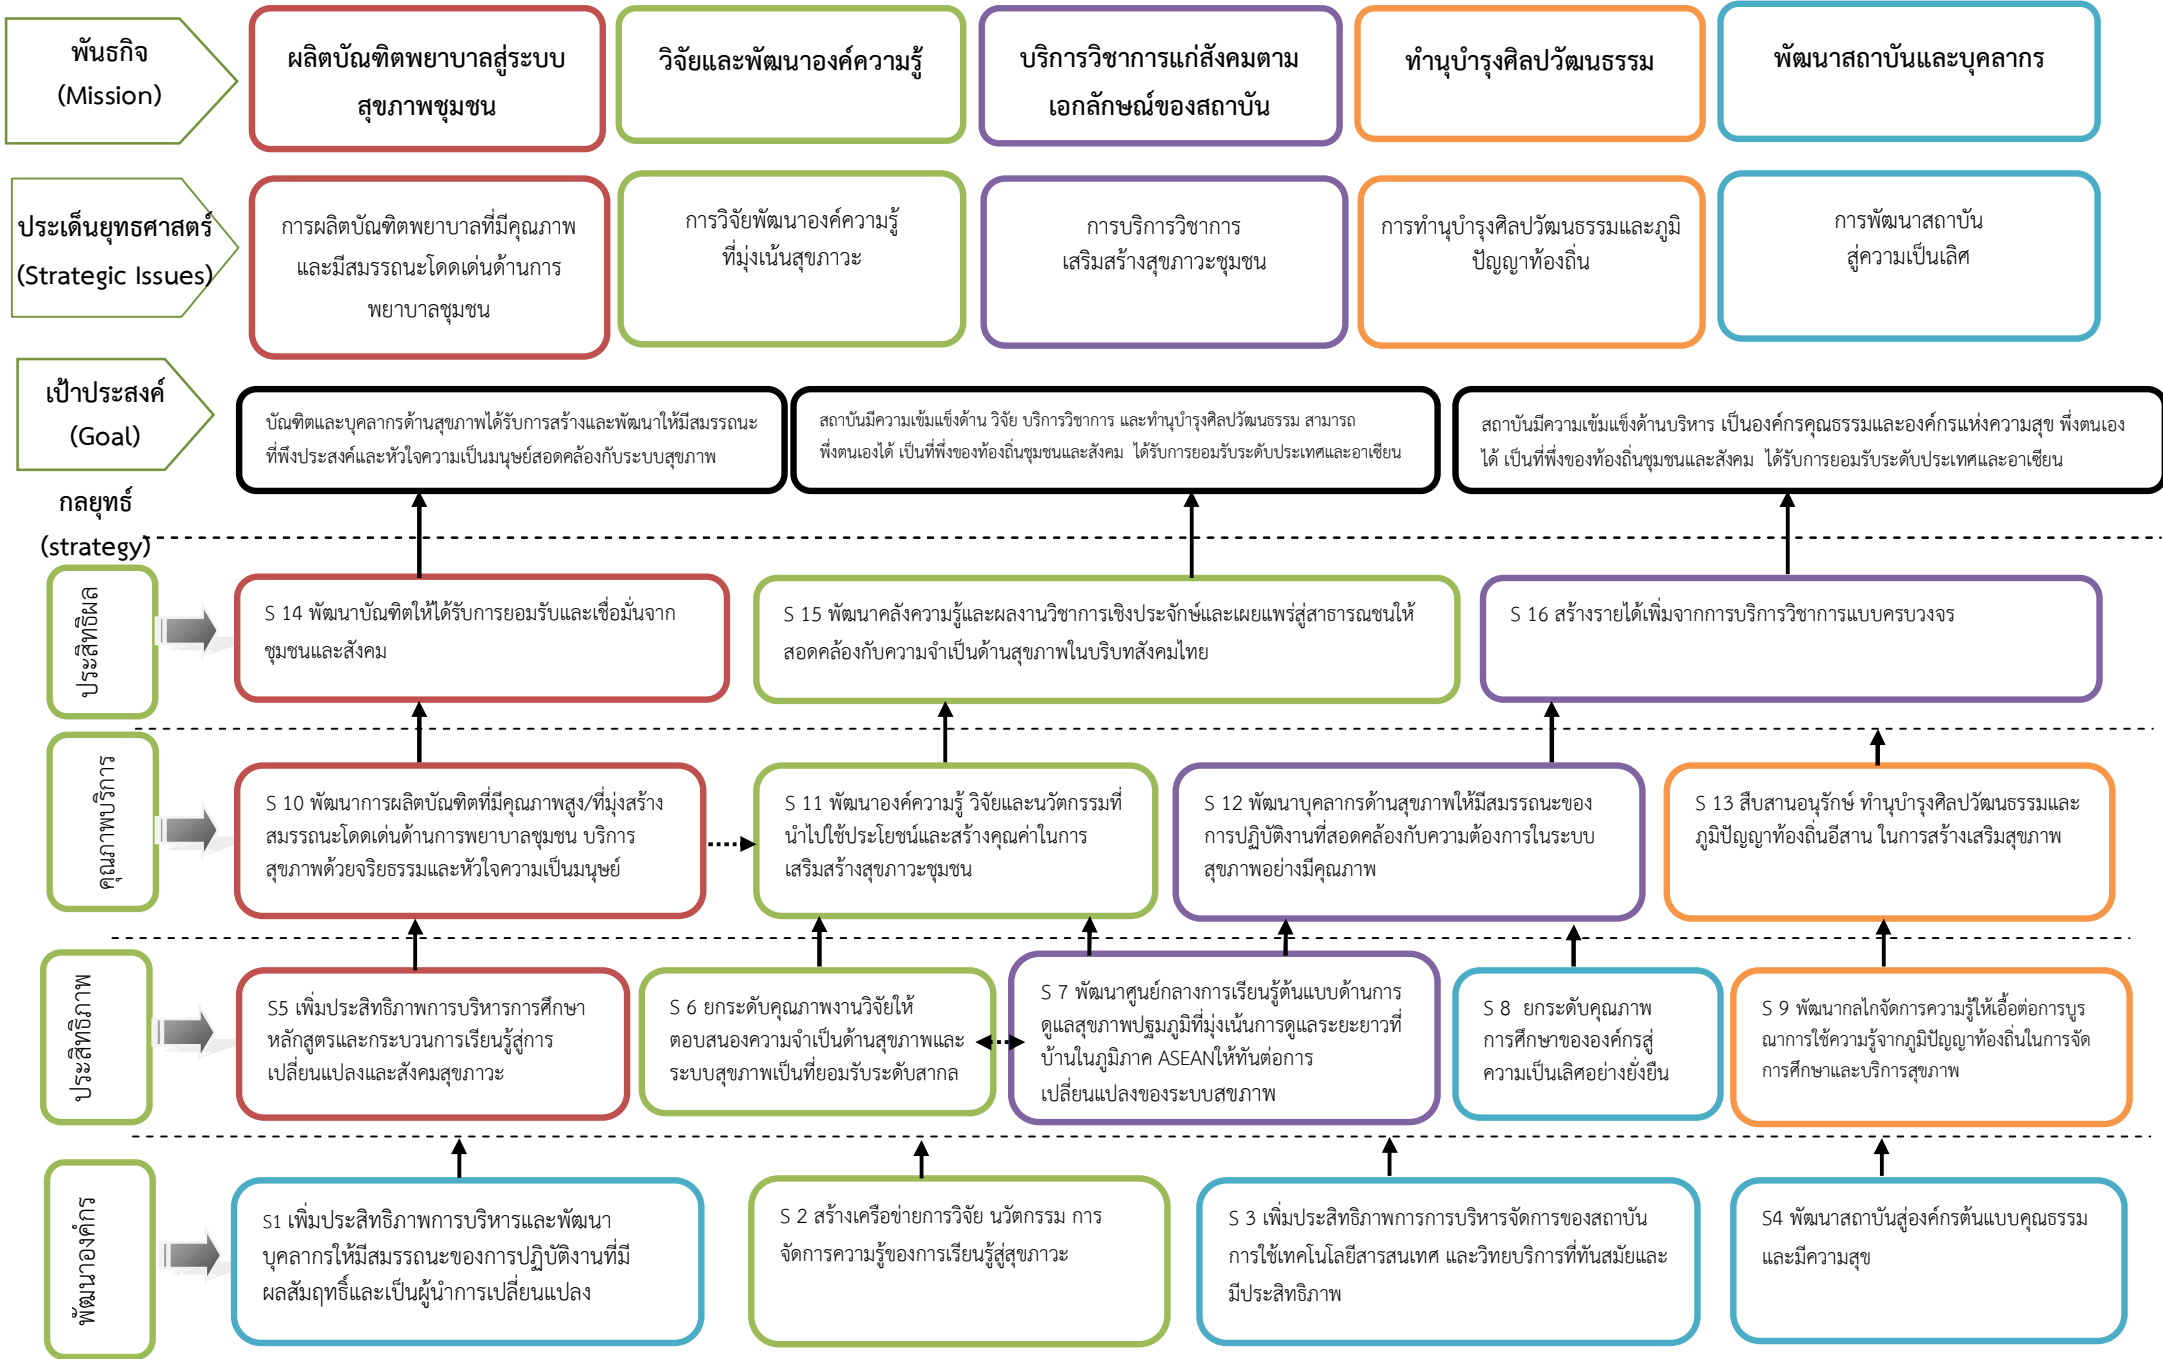 พันธกิจ
(Mission)
ผลิตบัณฑิตพยาบาลสู่ระบบ
สุขภาพชุมชน
วิจัยและพัฒนาองค์ความรู้
บริการวิชาการแก่สังคมตาม
เอกลักษณ์ของสถาบัน
ทำนุบำรุงศิลปวัฒนธรรม
พัฒนาสถาบันและบุคลากร
ประเด็นยุทธศาสตร์
(Strategic Issues)
การผลิตบัณฑิตพยาบาลที่มีคุณภาพ
และมีสมรรถนะโดดเด่นด้านการ
พยาบาลชุมชน
การวิจัยพัฒนาองค์ความรู้
ที่มุ่งเน้นสุขภาวะ
การบริการวิชาการ
เสริมสร้างสุขภาวะชุมชน
การทำนุบำรุงศิลปวัฒนธรรมและภูมิ
ปัญญาท้องถิ่น
การพัฒนาสถาบัน
สู่ความเป็นเลิศ
เป้าประสงค์
(Goal)
บัณฑิตและบุคลากรด้านสุขภาพได้รับการสร้างและพัฒนาให้มีสมรรถนะ
ที่พึงประสงค์และหัวใจความเป็นมนุษย์สอดคล้องกับระบบสุขภาพ
สถาบันมีความเข้มแข็งด้าน วิจัย บริการวิชาการ และทำนุบำรุงศิลปวัฒนธรรม สามารถ
พึ่งตนเองได้ เป็นที่พึ่งของท้องถิ่นชุมชนและสังคม ได้รับการยอมรับระดับประเทศและอาเซียน
สถาบันมีความเข้มแข็งด้านบริหาร เป็นองค์กรคุณธรรมและองค์กรแห่งความสุข พึ่งตนเอง
ได้ เป็นที่พึ่งของท้องถิ่นชุมชนและสังคม ได้รับการยอมรับระดับประเทศและอาเซียน
กลยุทธ์
(strategy)
ประสิทธิผล
S 14 พัฒนาบัณฑิตให้ได้รับการยอมรับและเชื่อมั่นจาก
ชุมชนและสังคม
S 15 พัฒนาคลังความรู้และผลงานวิชาการเชิงประจักษ์และเผยแพร่สู่สาธารณชนให้
สอดคล้องกับความจำเป็นด้านสุขภาพในบริบทสังคมไทย
S 16 สร้างรายได้เพิ่มจากการบริการวิชาการแบบครบวงจร
คุณภาพบริการ
S 10 พัฒนาการผลิตบัณฑิตที่มีคุณภาพสูง/ที่มุ่งสร้าง
สมรรถนะโดดเด่นด้านการพยาบาลชุมชน บริการ
สุขภาพด้วยจริยธรรมและหัวใจความเป็นมนุษย์
S 11 พัฒนาองค์ความรู้ วิจัยและนวัตกรรมที่
นำไปใช้ประโยชน์และสร้างคุณค่าในการ
เสริมสร้างสุขภาวะชุมชน
S 12 พัฒนาบุคลากรด้านสุขภาพให้มีสมรรถนะของ
การปฏิบัติงานที่สอดคล้องกับความต้องการในระบบ
สุขภาพอย่างมีคุณภาพ
S 13 สืบสานอนุรักษ์ ทำนุบำรุงศิลปวัฒนธรรมและ
ภูมิปัญญาท้องถิ่นอีสาน ในการสร้างเสริมสุขภาพ
ประสิทธิภาพ
S5 เพิ่มประสิทธิภาพการบริหารการศึกษา
หลักสูตรและกระบวนการเรียนรู้สู่การ
เปลี่ยนแปลงและสังคมสุขภาวะ
S 6 ยกระดับคุณภาพงานวิจัยให้
ตอบสนองความจำเป็นด้านสุขภาพและ
ระบบสุขภาพเป็นที่ยอมรับระดับสากล
S 7 พัฒนาศูนย์กลางการเรียนรู้ต้นแบบด้านการ
ดูแลสุขภาพปฐมภูมิที่มุ่งเน้นการดูแลระยะยาวที่
บ้านในภูมิภาค ASEANให้ทันต่อการ
เปลี่ยนแปลงของระบบสุขภาพ
S 8 ยกระดับคุณภาพ
การศึกษาขององค์กรสู่
ความเป็นเลิศอย่างยั่งยืน
S 9 พัฒนากลไกจัดการความรู้ให้เอื้อต่อการบูร
ณาการใช้ความรู้จากภูมิปัญญาท้องถิ่นในการจัด
การศึกษาและบริการสุขภาพ
พัฒนาองค์กร
S1 เพิ่มประสิทธิภาพการบริหารและพัฒนา
บุคลากรให้มีสมรรถนะของการปฏิบัติงานที่มี
ผลสัมฤทธิ์และเป็นผู้นำการเปลี่ยนแปลง
S 2 สร้างเครือข่ายการวิจัย นวัตกรรม การ
จัดการความรู้ของการเรียนรู้สู่สุขภาวะ
S 3 เพิ่มประสิทธิภาพการการบริหารจัดการของสถาบัน
การใช้เทคโนโลยีสารสนเทศ และวิทยบริการที่ทันสมัยและ
มีประสิทธิภาพ
S4 พัฒนาสถาบันสู่องค์กรต้นแบบคุณธรรม
และมีความสุข